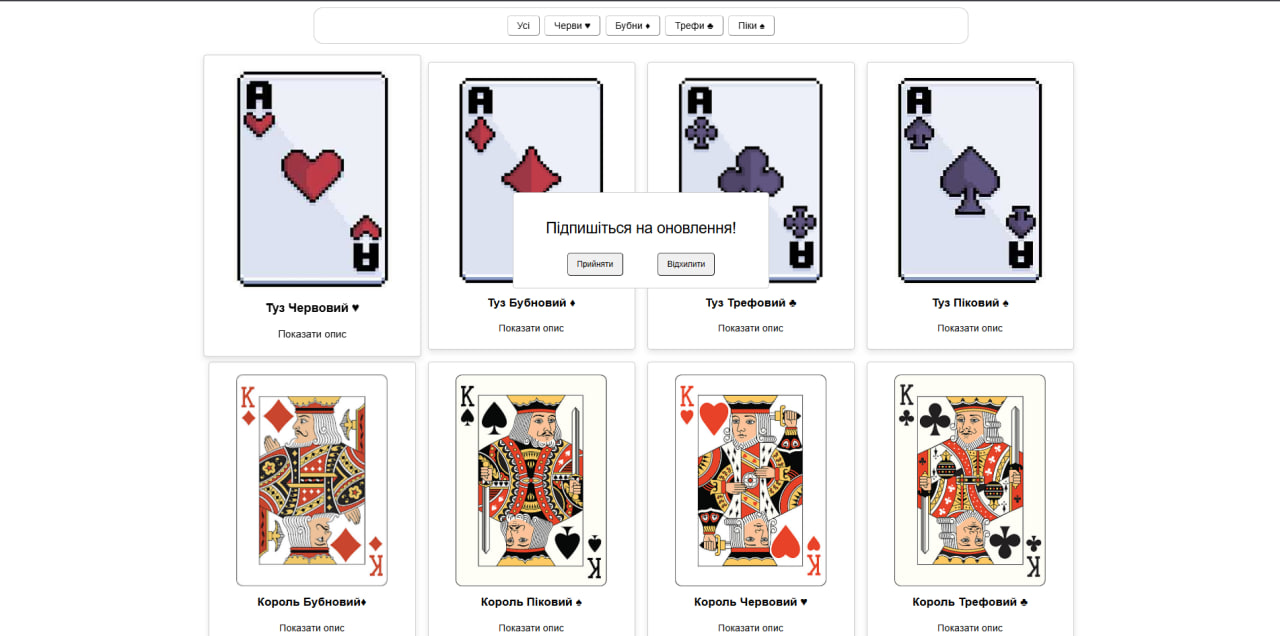 Усі Черви ♥ Бубни ♦ Трефи ♣ Піки ♠
A A A A
Підпишіться на оновлення!
Прийняти Відхилити
A A A
Туз Червовий ♥ Туз Бубновий ♦ Туз Трефовий ♣ Туз Піковий ♠
Показати опис Показати опис Показати опис Показати опис
K K K K
K K K K
Король Бубновий♦ Король Піковий ♠ Король Червовий ♥ Король Трефовий ♣
Показати опис Показати опис Показати опис Показати опис